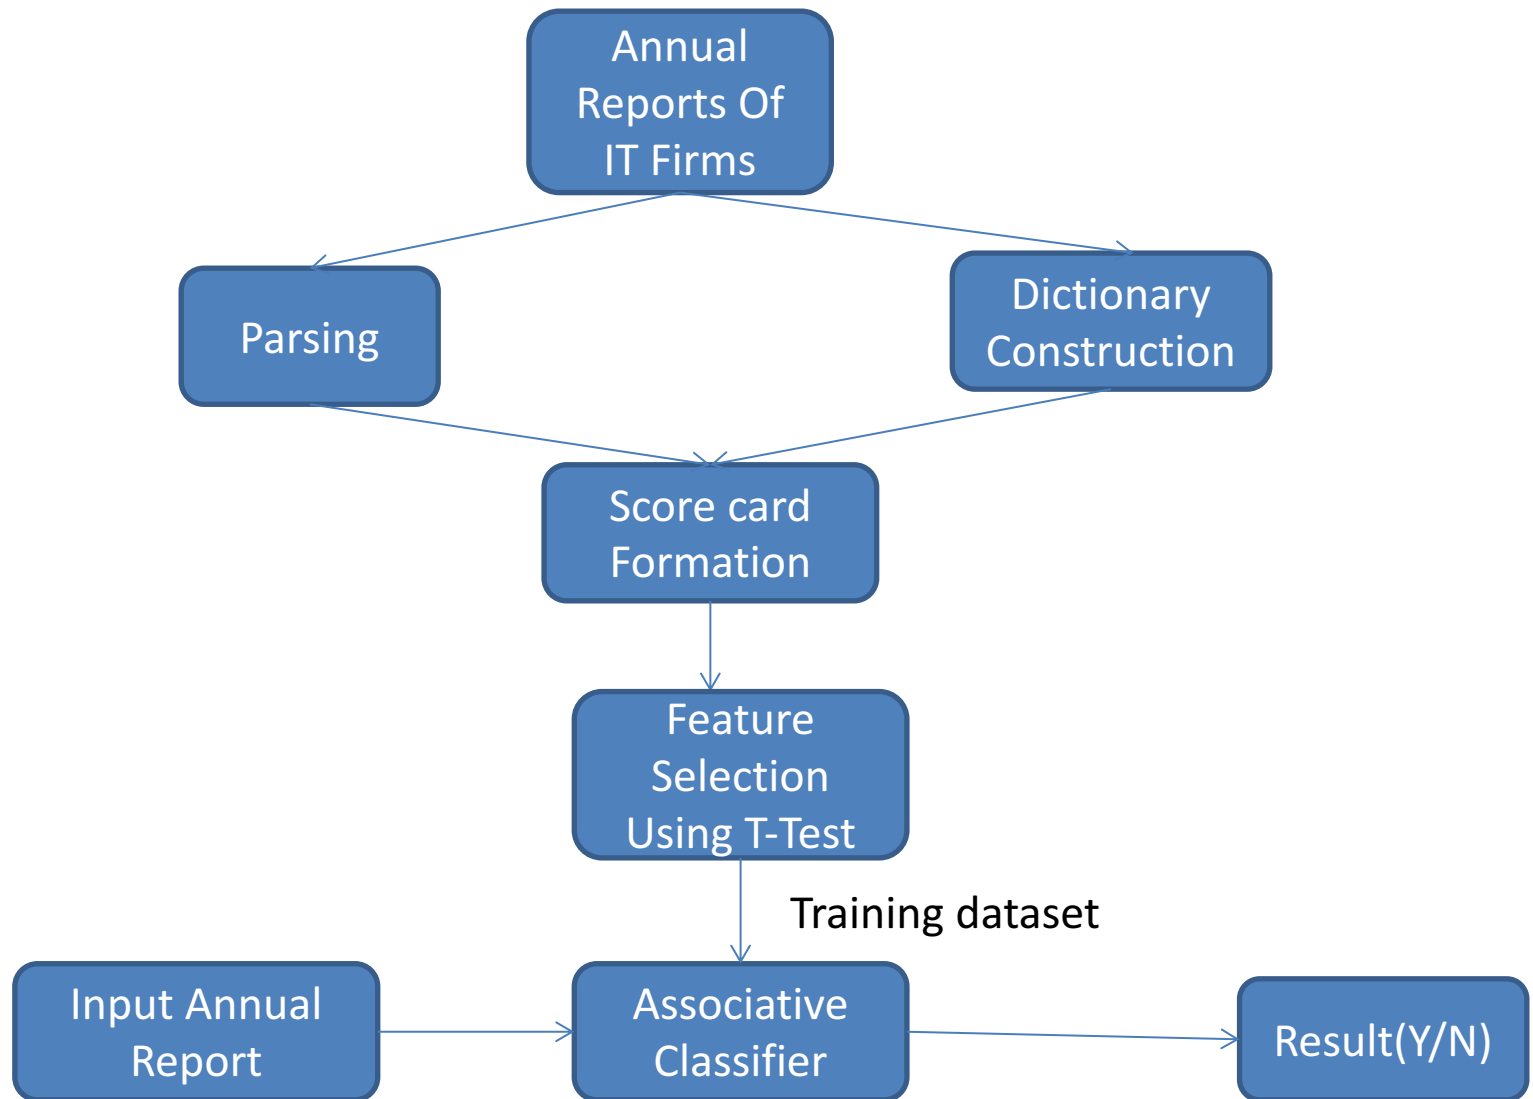 Annual
Reports Of
IT Firms
Parsing
Dictionary
Construction
Score card
Formation
Feature
Selection
Using T-Test
Training dataset
Input Annual
Report
Associative
Classifier
Result(Y/N)